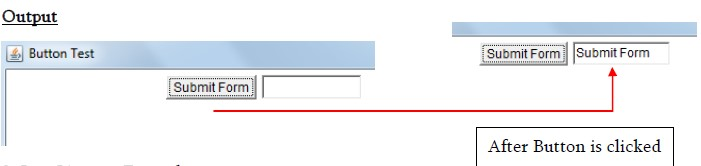 Output
Button Test
Submit Form
Submit Form Submit Form
After Button is clicked